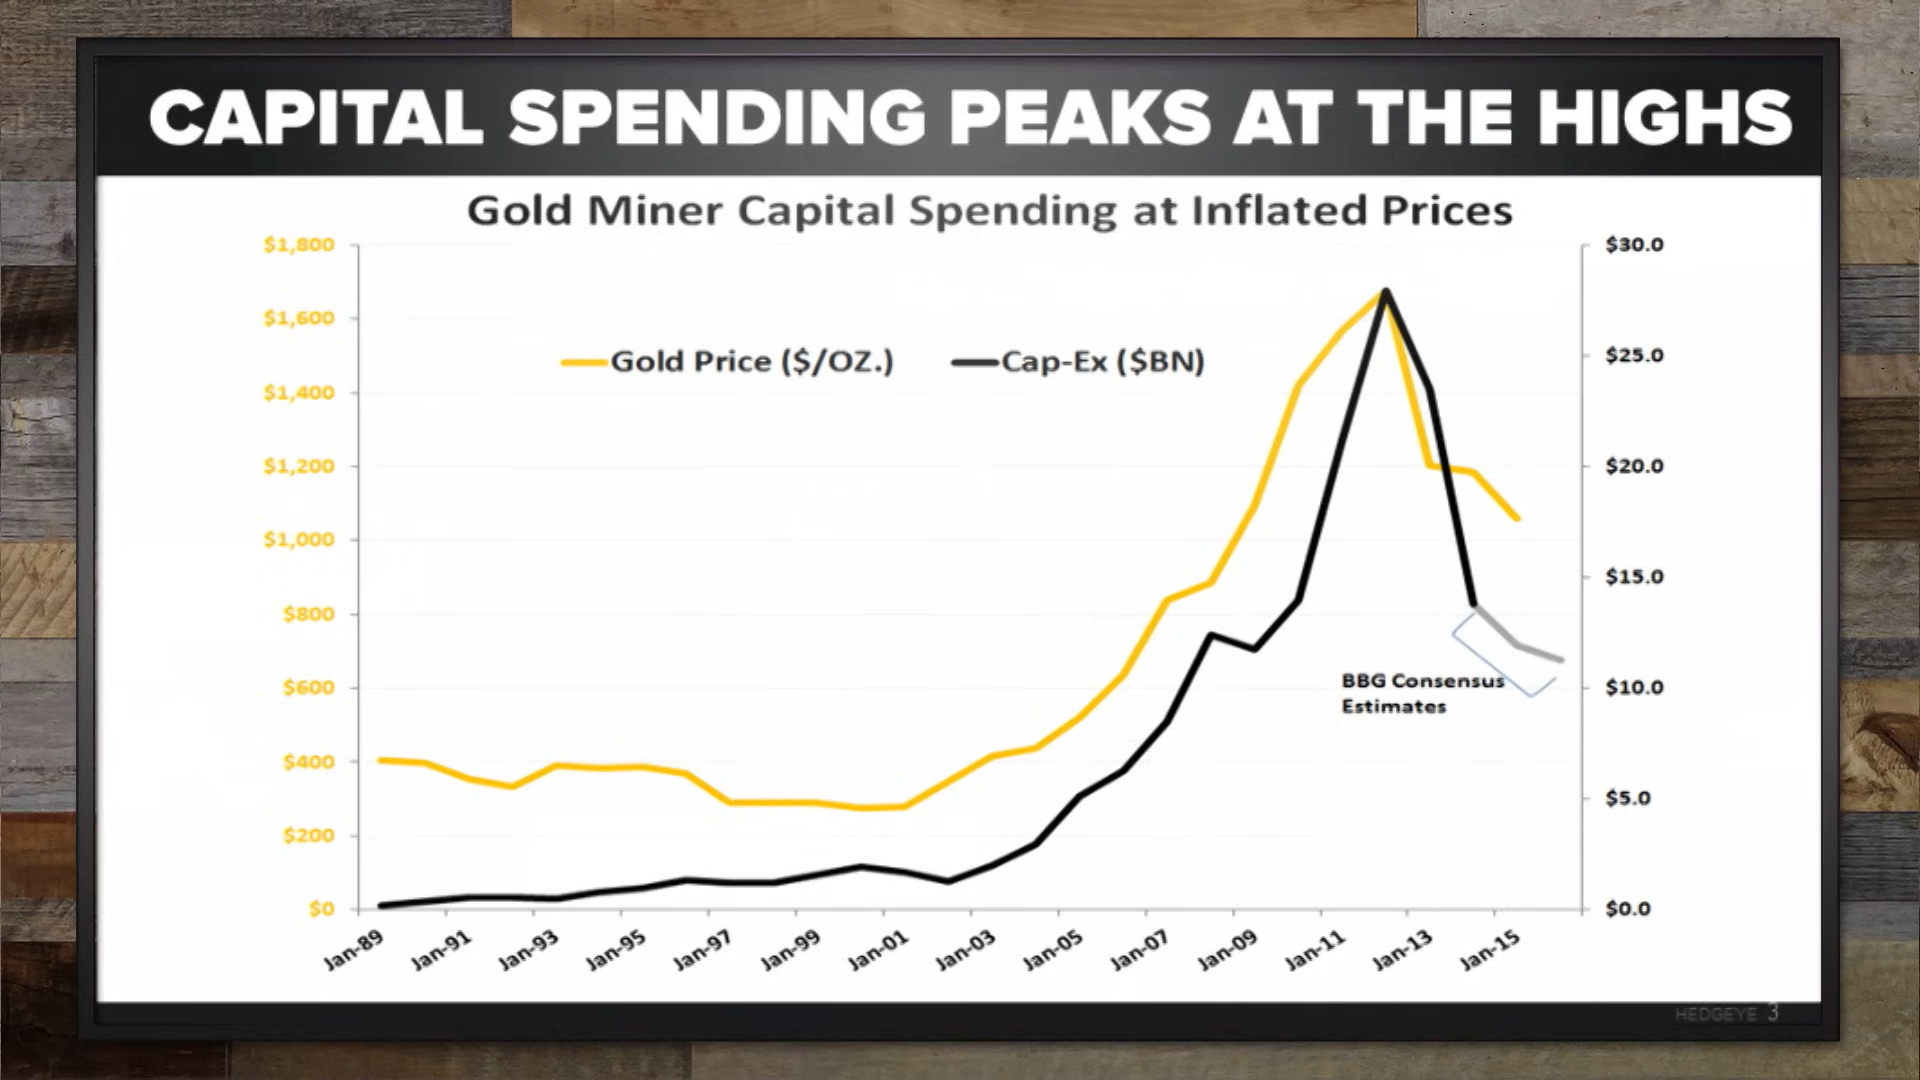 CAPITAL SPENDING PEAKS AT THE HIGHS
Gold Miner Capital Spending at Inflated Prices
$1,800
$1,600
$1,400
$1,200
$1,000
$800
$600
$400
$200
$0
Gold Price ($/OZ.)
Cap-Ex ($BN)
$30.0
$25.0
$20.0
$15.0
$10.0
$5.0
$0.0
BBG Consensus
Estimates
Jan-89
Jan-91
Jan-93
Jan-95
Jan-97
Jan-99
Jan-01
Jan-03
Jan-05
Jan-07
Jan-09
Jan-11
Jan-13
Jan-15
HEDGEYE 3